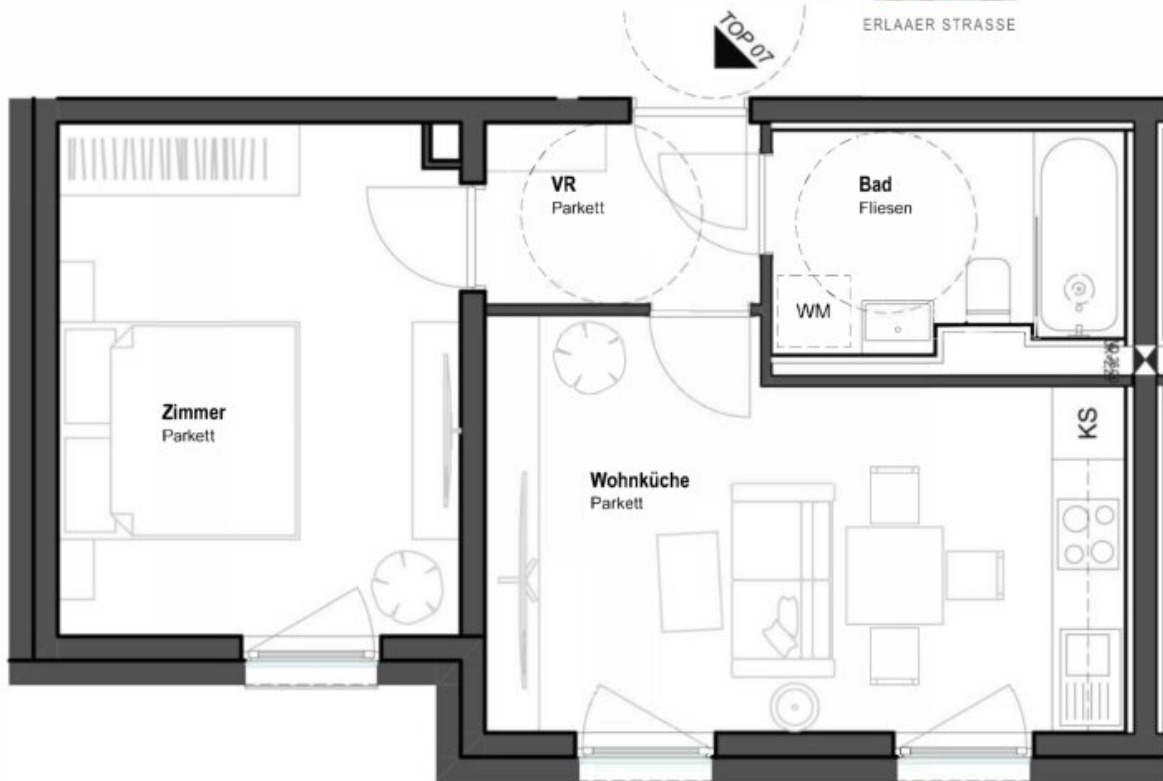 ERLAAER STRASSE
TOP 07
VR
Parkett
Bad
Fliesen
WM
Zimmer
Parkett
KS
Wohnküche
Parkett